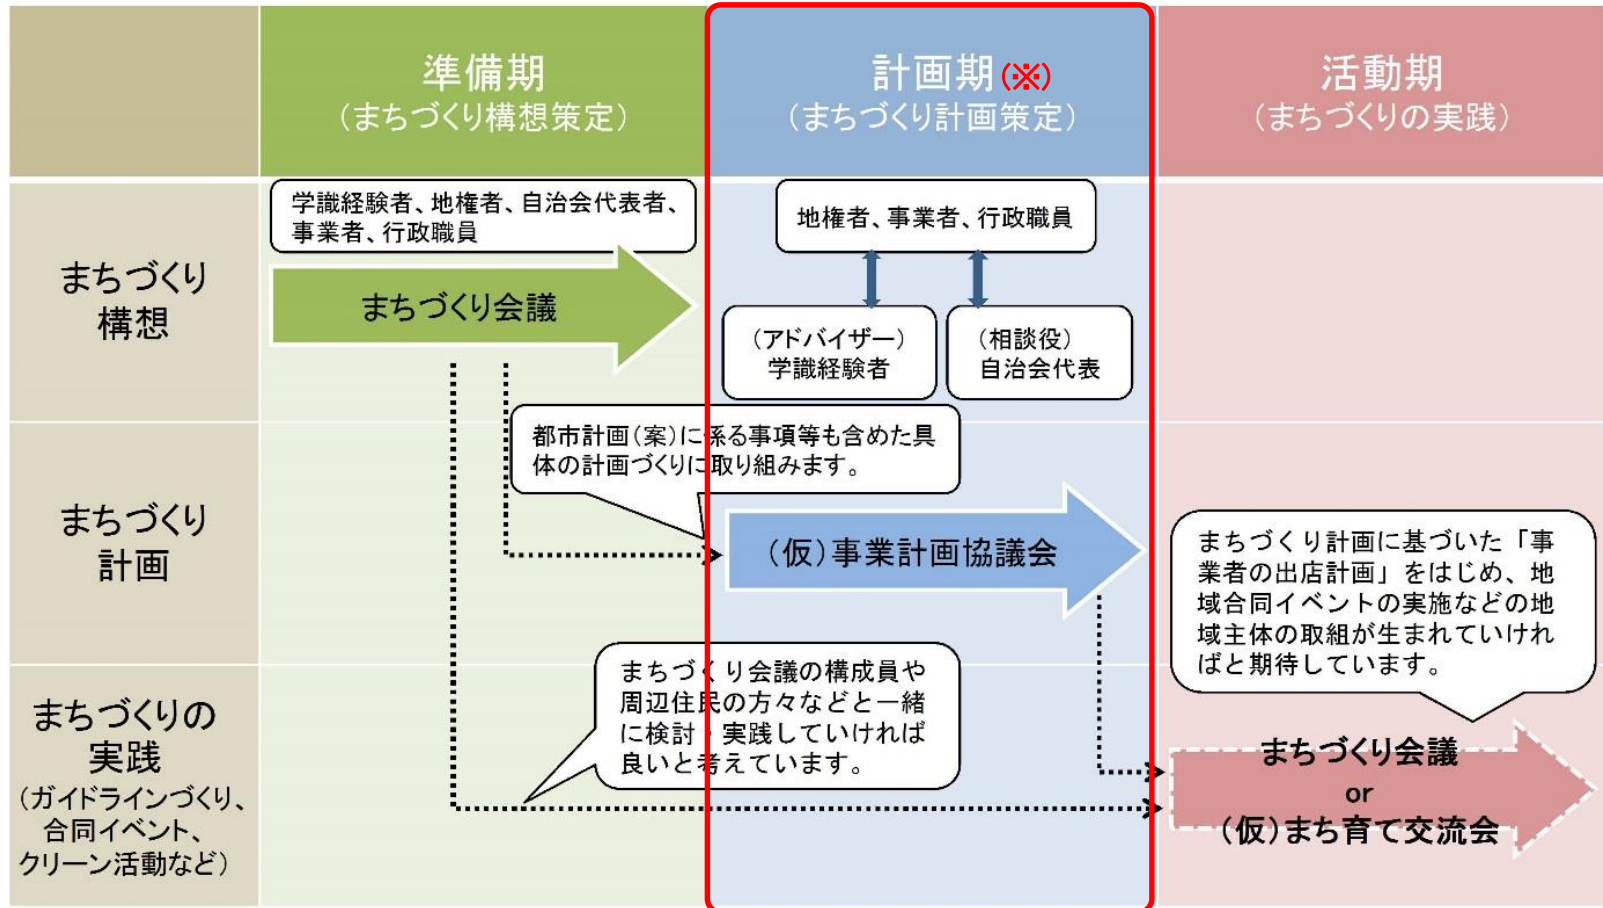 準備期
（まちづくり構想策定）
計画期(※)
（まちづくり計画策定）
活動期
（まちづくりの実践）
まちづくり
構想
学識経験者、地権者、自治会代表者、
事業者、行政職員
まちづくり会議
地権者、事業者、行政職員
（アドバイザー）
学識経験者
（相談役）
自治会代表
まちづくり
計画
都市計画（案）に係る事項等も含めた具
体の計画づくりに取り組みます。
（仮）事業計画協議会
まちづくり計画に基づいた「事
業者の出店計画」をはじめ、地
域合同イベントの実施などの地
域主体の取組が生まれていけれ
ばと期待しています。
まちづくりの
実践
（ガイドラインづくり、
合同イベント、
クリーン活動など）
まちづくり会議の構成員や
周辺住民の方々などと一緒
に検討・実践していければ
良いと考えています。
まちづくり会議
or
（仮）まち育て交流会